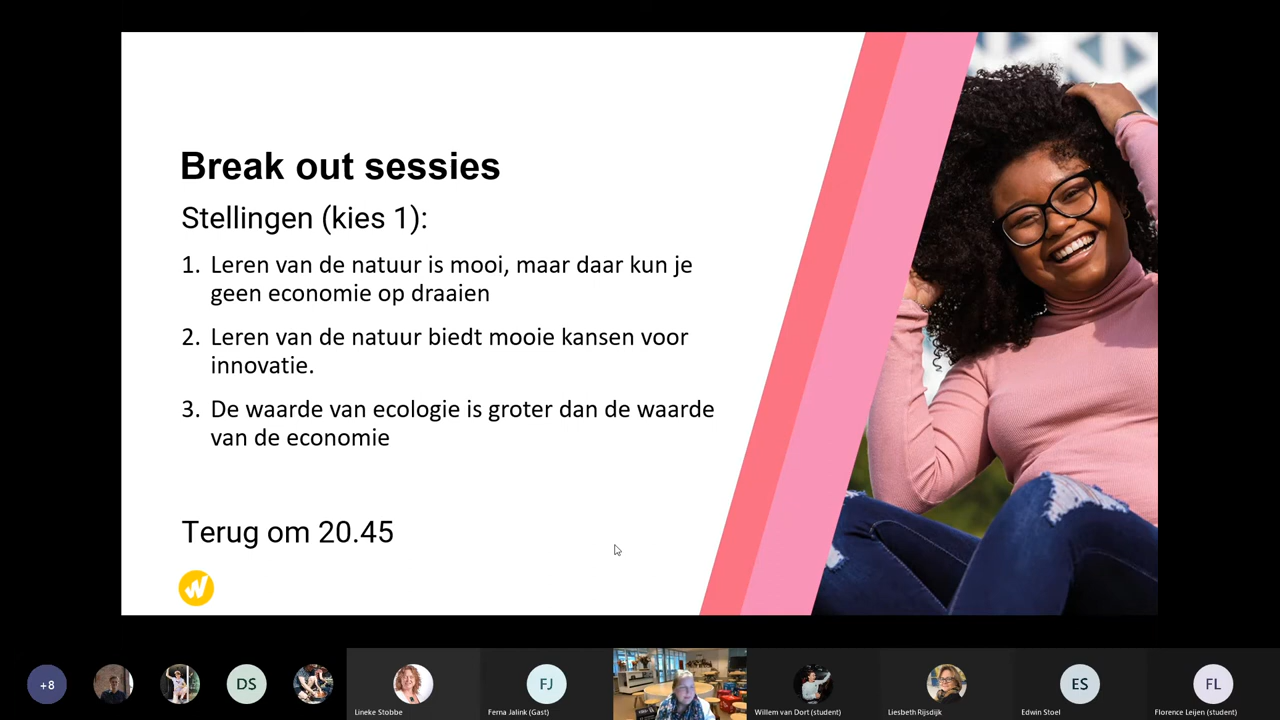 Break out sessies
Stellingen (kies 1):
1. Leren van de natuur is mooi, maar daar kun je
geen economie op draaien
2. Leren van de natuur biedt mooie kansen voor
innovatie.
3. De waarde van ecologie is groter dan de waarde
van de economie
Terug om 20.45
W
+8
DS
FJ
ES
FL
Lineke Stobbe
Ferna Jalink (Gast)
Willem van Dort (student)
Liesbeth Rijsdijk
Edwin Stoel
Florence Leijen (student)